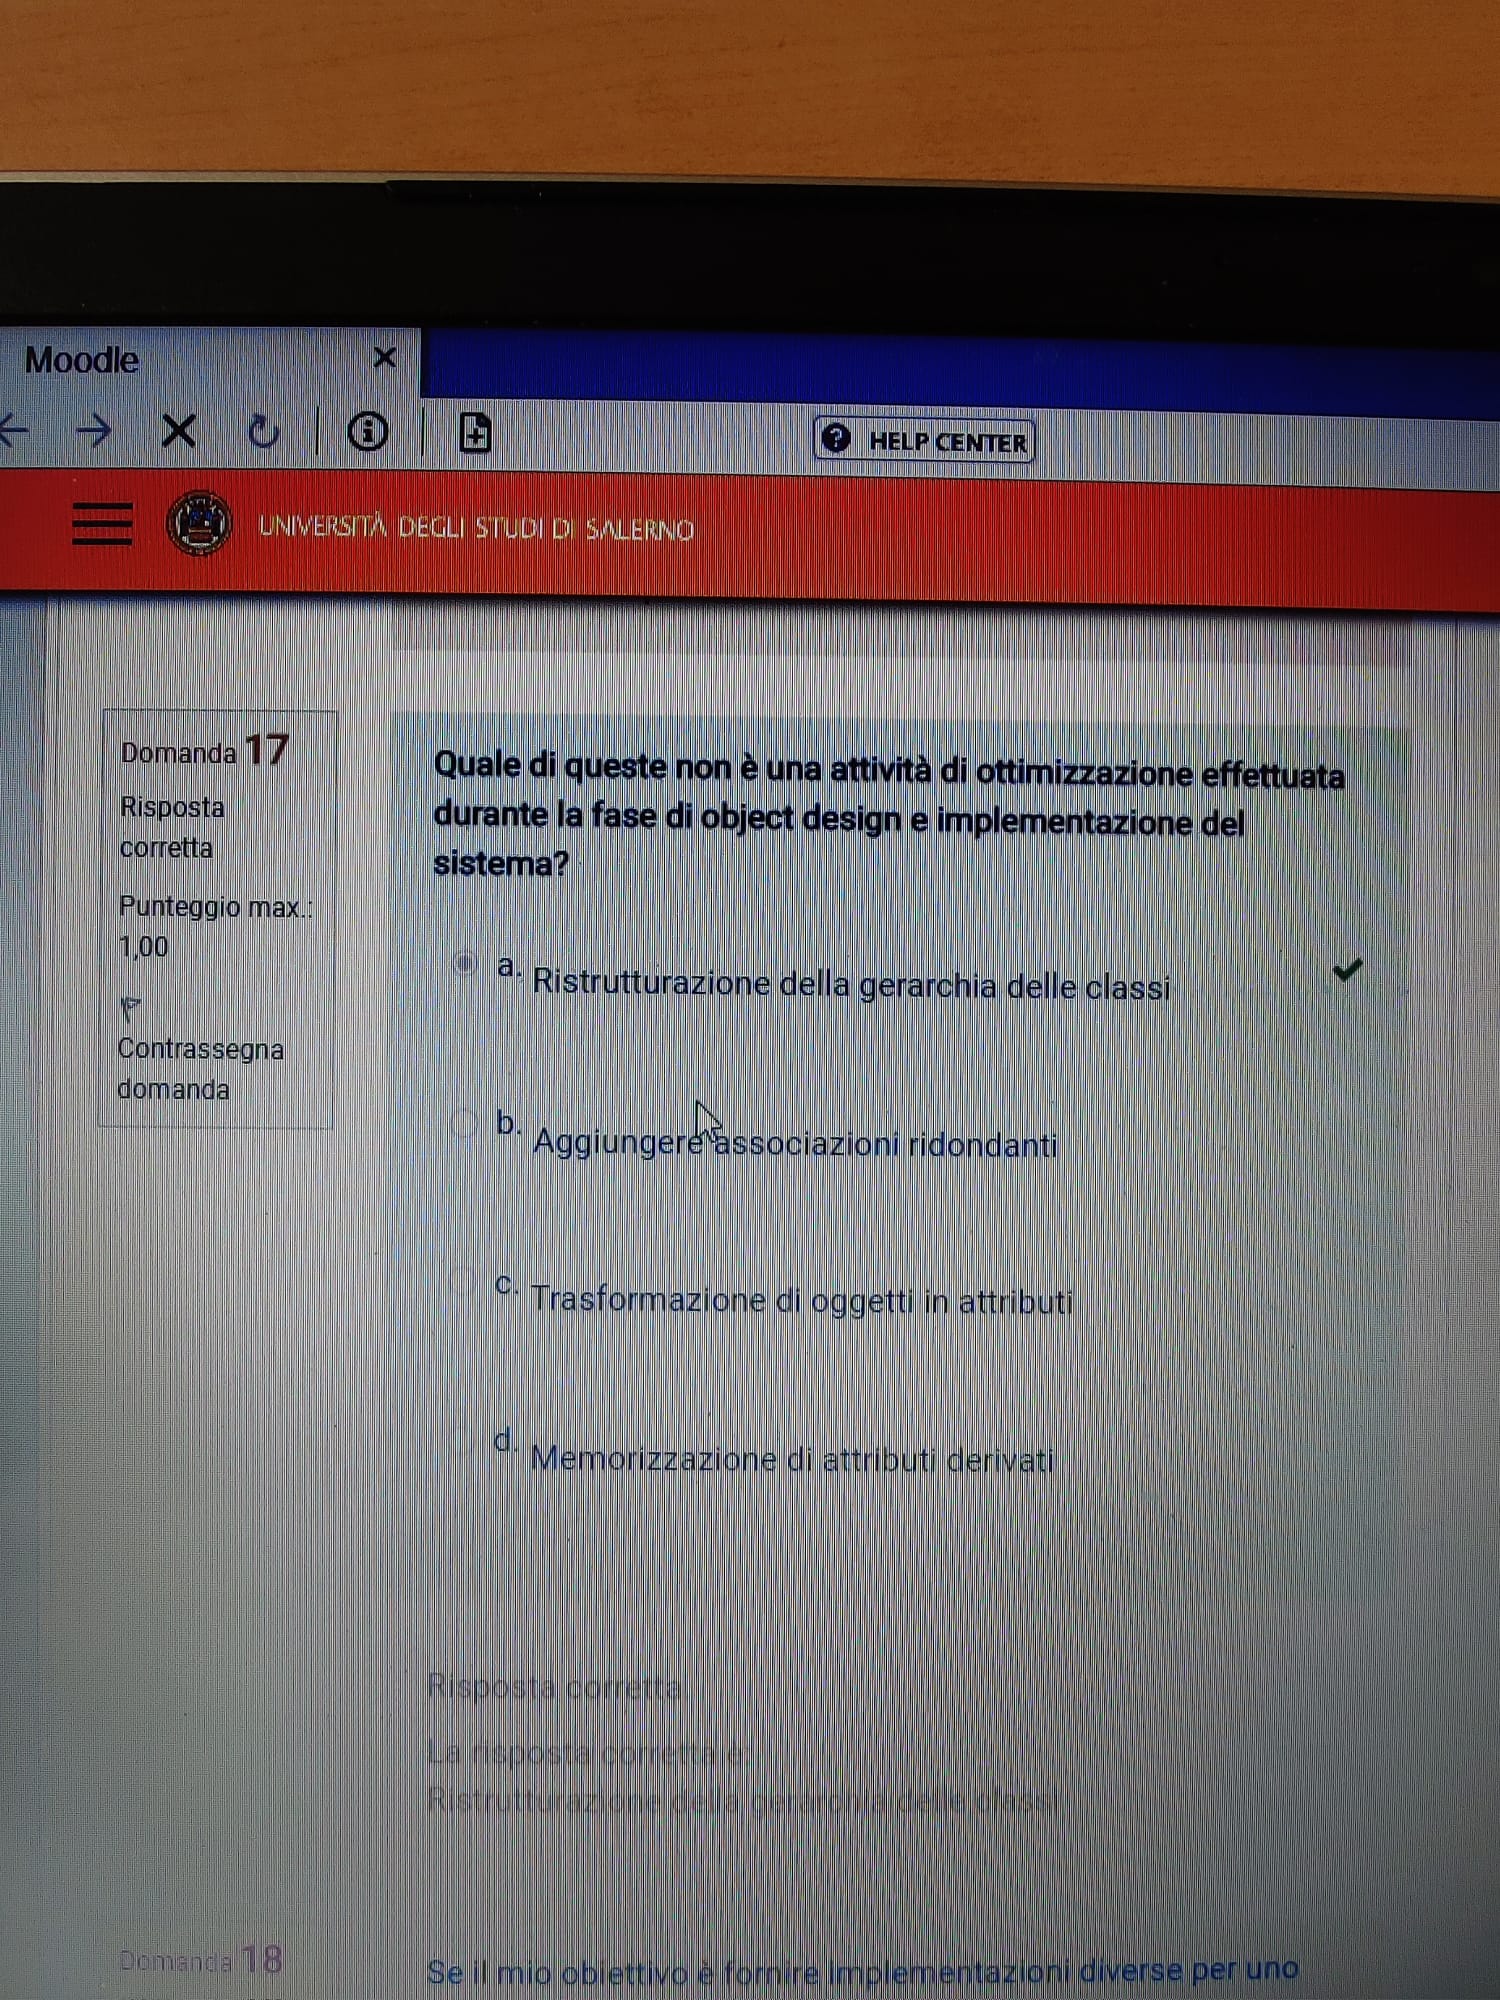 Moodle
HELP CENTER
UNIVERSITÀ DEGLI STUDI DI SALERNO
Domanda 17
Risposta
corretta
Punteggio max.:
1,00
Contrassegna
domanda
Quale di queste non è una attività di ottimizzazione effettuata
durante la fase di object design e implementazione del
sistema?
a. Ristrutturazione della gerarchia delle classi
b. Aggiungere associazioni ridondanti
c. Trasformazione di oggetti in attributi
d. Memorizzazione di attributi derivati
Risposta corretta.
La risposta corretta è:
Ristrutturazione della gerarchia delle classi
Domanda 18
Se il mio obiettivo è fornire implementazioni diverse per uno